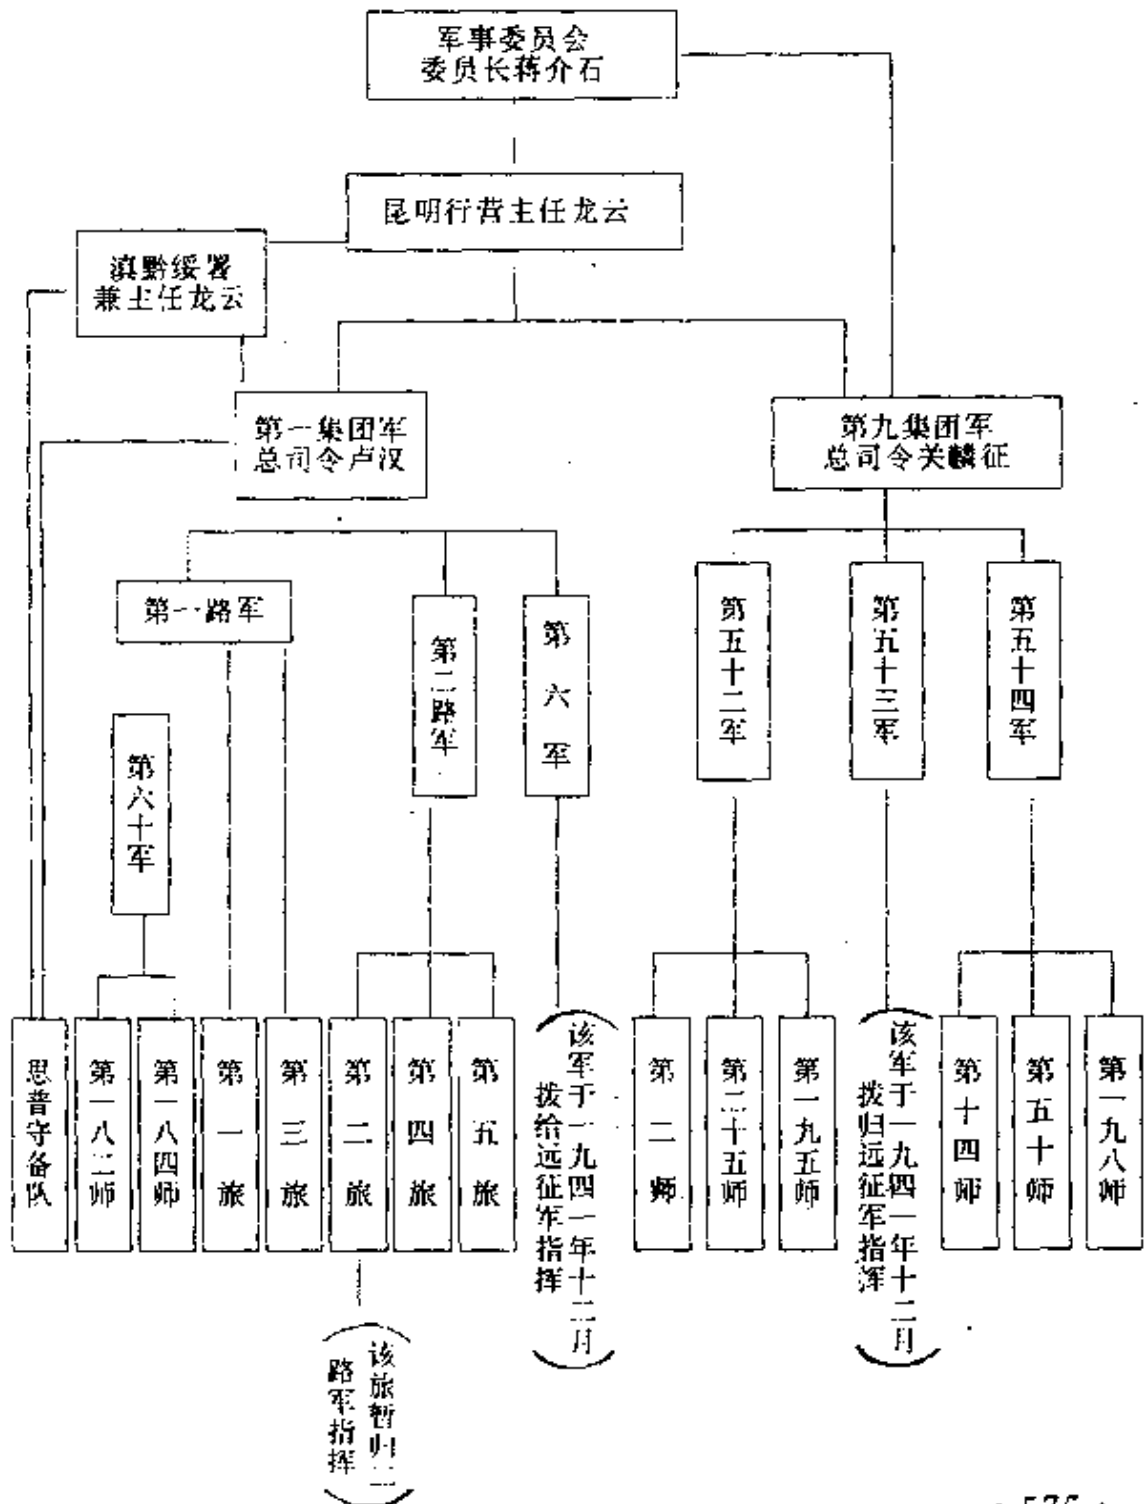 军事委员会
委员长蒋介石
昆明行营主任龙云
滇黔绥署
兼主任龙云
第一集团军
总司令卢汉
第九集团军
总司令关麟征
第一路军
第二路军
第六军
第五十二军
第五十三军
第五十四军
第六十军
思普守备队
第一八二师
第一八四师
第一旅
第三旅
第二旅
第四旅
第五旅
(该军于一九四一年十二月
拨给远征军指挥)
第二师
第二十五师
第一九五师
(该军于一九四一年十二月
拨归远征军指挥)
第十四师
第五十师
第一九八师
(该旅暂归二
路军指挥)